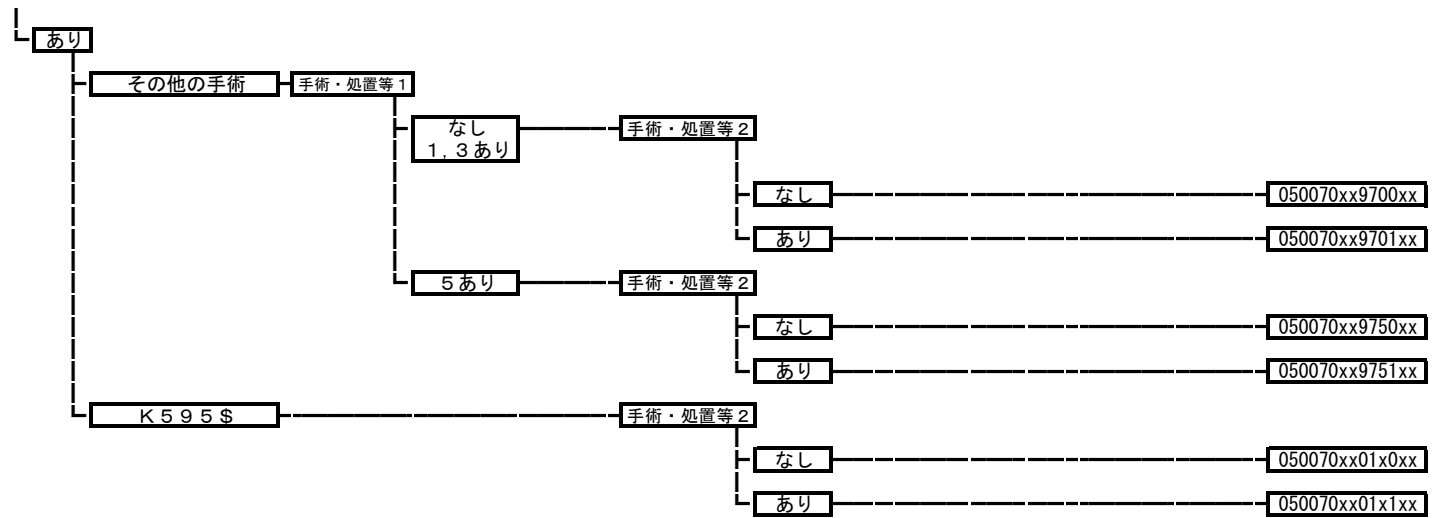 あり
その他の手術 手術・処置等1
なし 手術・処置等2
1,3あり
なし 050070xx9700xx
あり 050070xx9701xx
5あり 手術・処置等2
なし 050070xx9750xx
あり 050070xx9751xx
K595$ 手術・処置等2
なし 050070xx01x0xx
あり 050070xx01x1xx